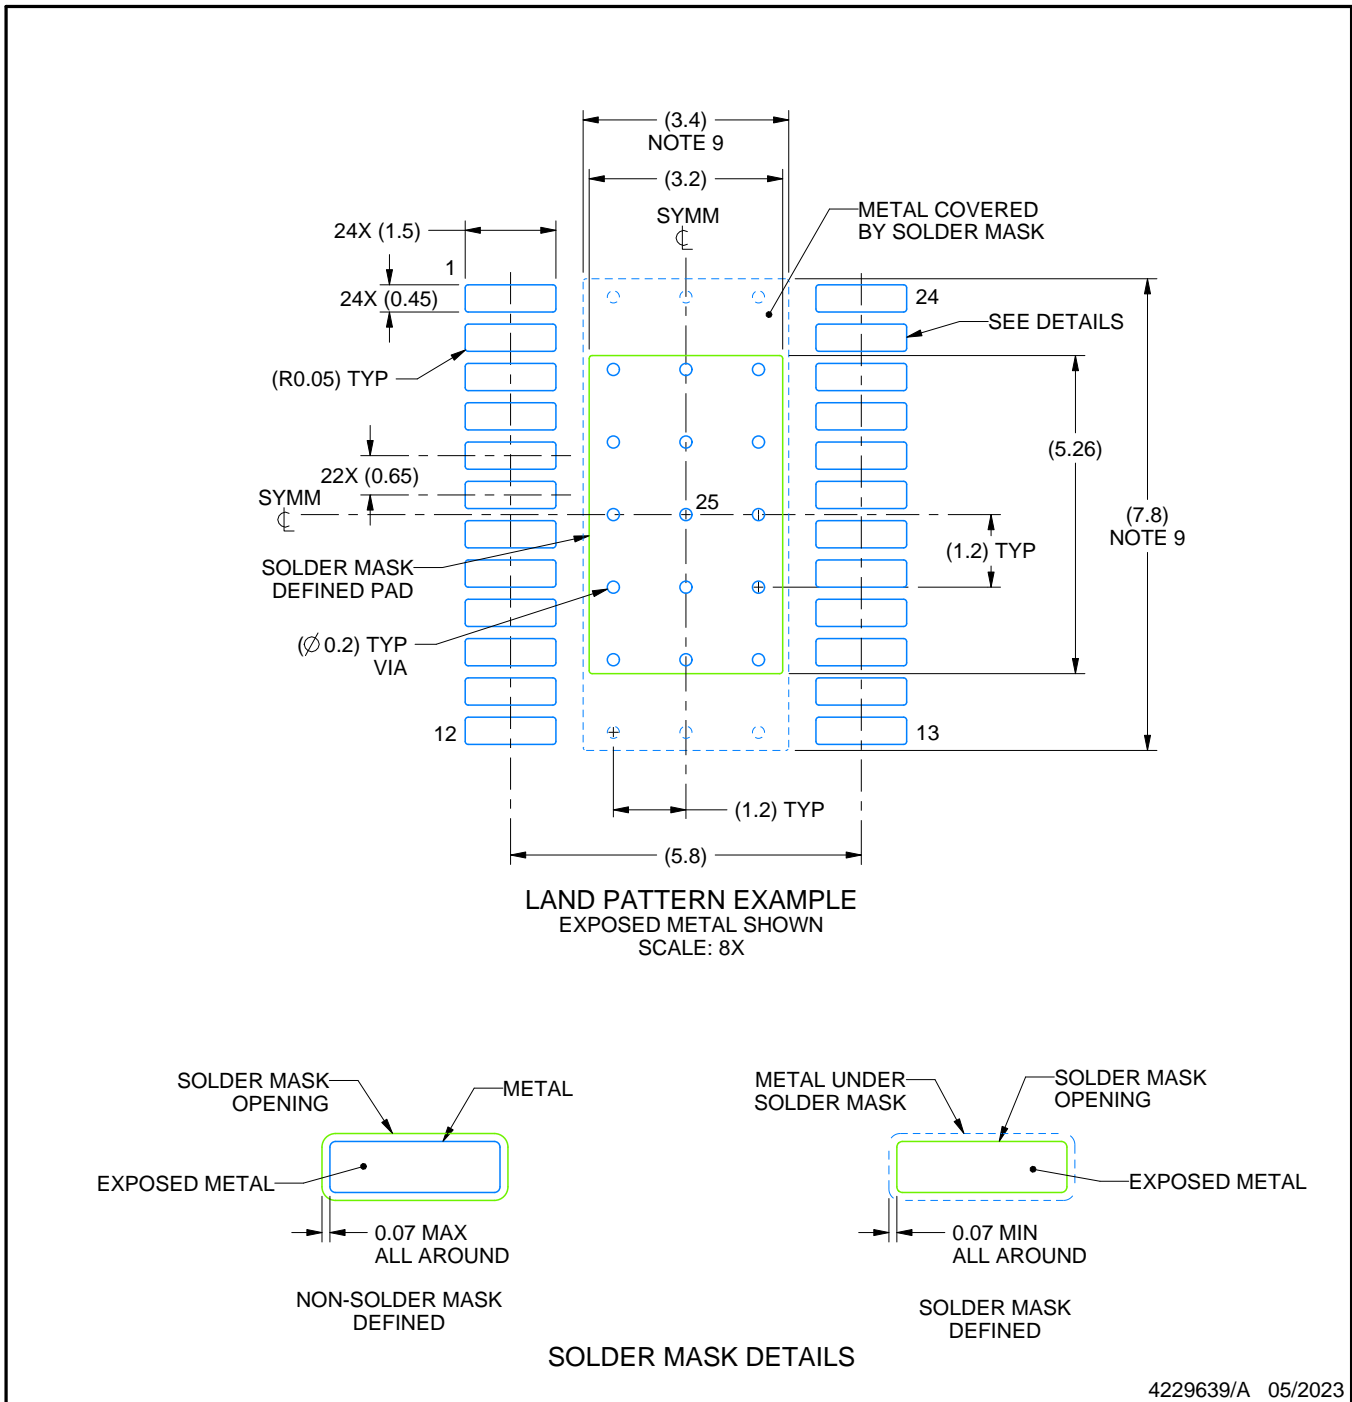 (3.4)
NOTE 9
(3.2)
SYMM
℄
METAL COVERED
BY SOLDER MASK
24X (1.5)
1
24X (0.45)
24
SEE DETAILS
(R0.05) TYP
(5.26)
22X (0.65)
SYMM
℄
25
(7.8)
NOTE 9
(1.2) TYP
SOLDER MASK
DEFINED PAD
(∅ 0.2) TYP
VIA
12
13
(1.2) TYP
(5.8)
LAND PATTERN EXAMPLE
EXPOSED METAL SHOWN
SCALE: 8X
SOLDER MASK
OPENING
METAL
EXPOSED METAL
0.07 MAX
ALL AROUND
NON-SOLDER MASK
DEFINED
METAL UNDER
SOLDER MASK
SOLDER MASK
OPENING
EXPOSED METAL
0.07 MIN
ALL AROUND
SOLDER MASK
DEFINED
SOLDER MASK DETAILS
4229639/A 05/2023